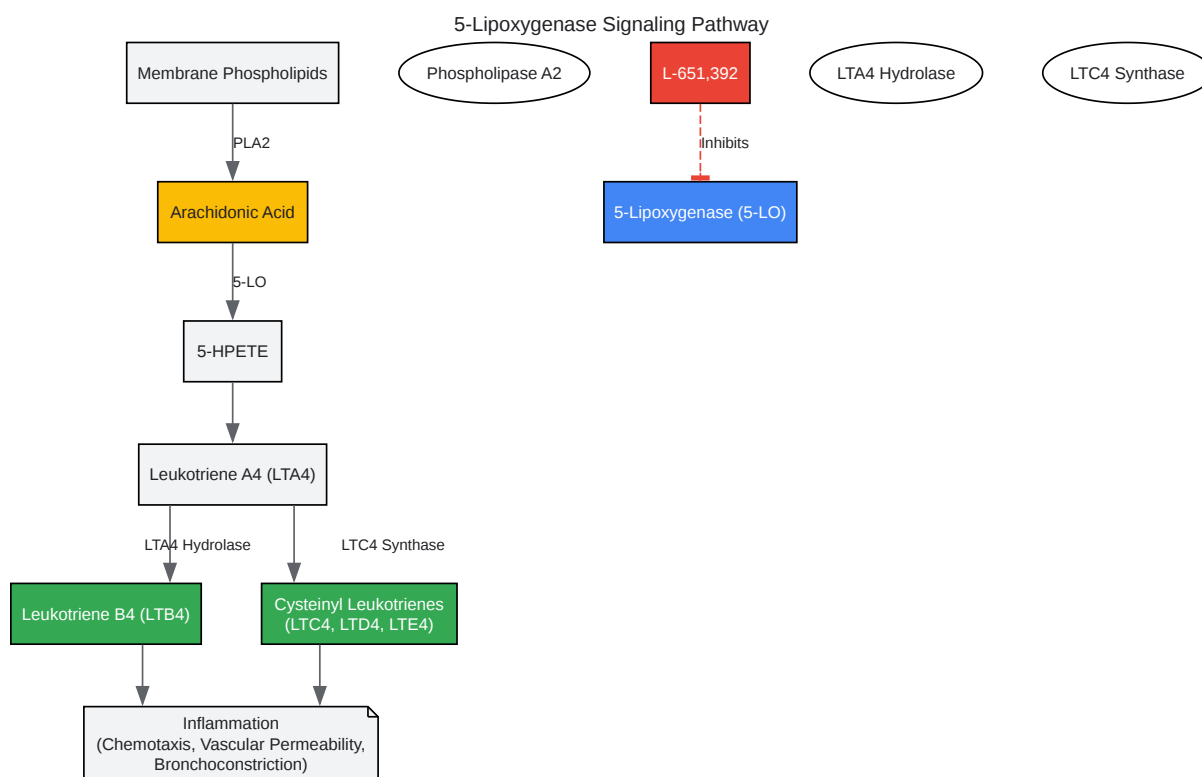 5-Lipoxygenase Signaling Pathway
Membrane Phospholipids
Phospholipase A2
L-651,392
LTA4 Hydrolase
LTC4 Synthase
PLA2
Inhibits
Arachidonic Acid
5-Lipoxygenase (5-LO)
5-LO
5-HPETE
Leukotriene A4 (LTA4)
LTA4 Hydrolase
LTC4 Synthase
Leukotriene B4 (LTB4)
Cysteinyl Leukotrienes
(LTC4, LTD4, LTE4)
Inflammation
(Chemotaxis, Vascular Permeability,
Bronchoconstriction)